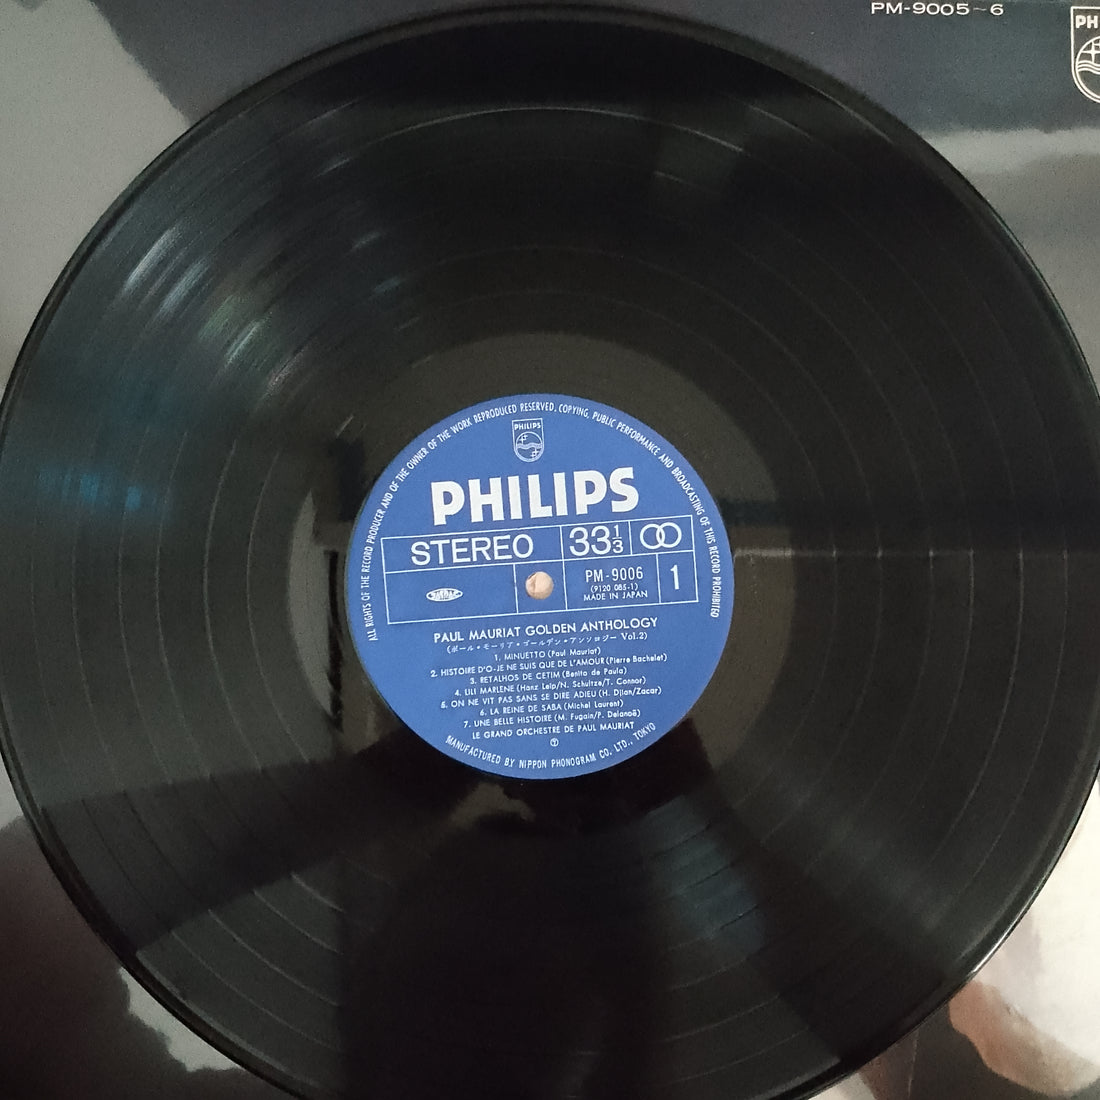 PM-9005~6
PH
ALL RIGHTS OF THE RECORD PRODUCER AND OF THE OWNER OF THE WORK REPRODUCED RESERVED. COPYING, PUBLIC PERFORMANCE AND BROADCASTING OF THIS RECORD PROHIBITED
PHILIPS
PHILIPS
STEREO 33 1/3
PM-9006 1
(9120 085-1)
MADE IN JAPAN
PAUL MAURIAT GOLDEN ANTHOLOGY
(ポール・モーリア・ゴールデン・アンソロジー Vol.2)
1. MINUETTO (Paul Mauriat)
2. HISTOIRE D'O-JE NE SUIS QUE DE L'AMOUR (Pierre Bachelet)
3. RETALHOS DE CETIM (Benito de Paula)
4. LILI MARLENE (Hanz Leip/N. Schultze/T. Connor)
5. ON NE VIT PAS SANS SE DIRE ADIEU (H. Djian/Zacar)
6. LA REINE DE SABA (Michel Laurent)
7. UNE BELLE HISTOIRE (M. Fugain/P. Delanoë)
LE GRAND ORCHESTRE DE PAUL MAURIAT
MANUFACTURED BY NIPPON PHONOGRAM CO. LTD., TOKYO